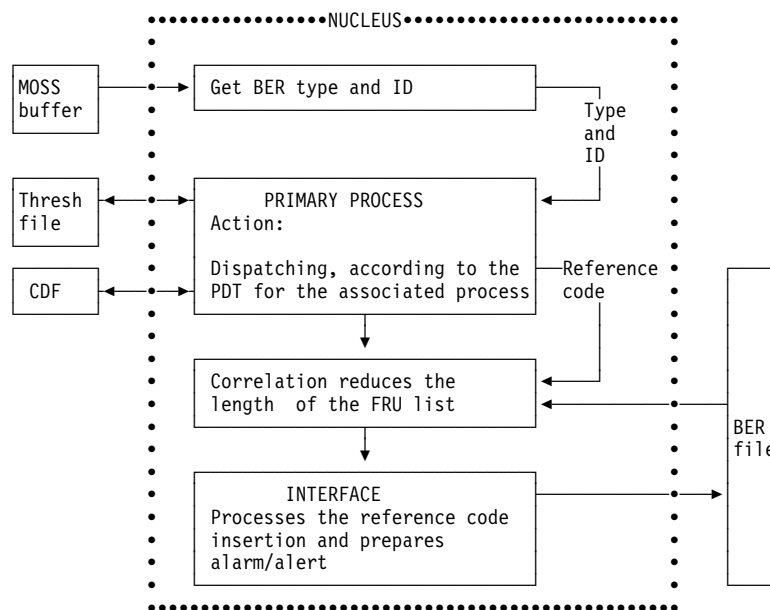 NUCLEUS
MOSS
buffer
Get BER type and ID
Type
and
ID
Thresh
file
PRIMARY PROCESS
Action:
Dispatching, according to the
PDT for the associated process
CDF
Reference
code
Correlation reduces the
length of the FRU list
BER
file
INTERFACE
Processes the reference code
insertion and prepares
alarm/alert